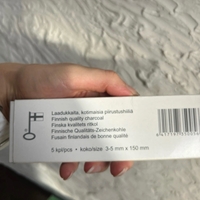 Laadukkaita, kotimaisia piirustushiiliä
Finnish quality charcoal
Finska kvalitets ritkol
Finnische Qualitäts-Zeichenkohle
Fusain finlandais de bonne qualité
5 kpl/pcs • koko/size 3-5 mm x 150 mm